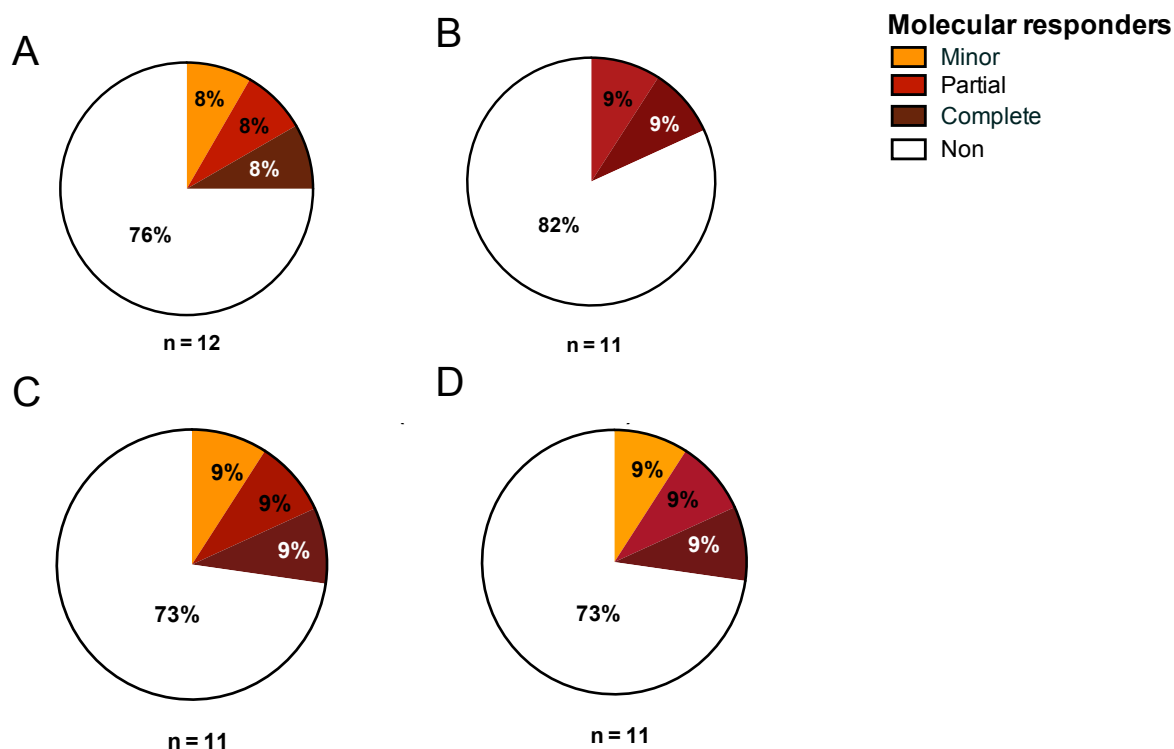 A
8%
8%
8%
76%
n = 12
B
9%
9%
82%
n = 11
Molecular responders
Minor
Partial
Complete
Non
C
9%
9%
9%
73%
n = 11
D
9%
9%
9%
73%
n = 11